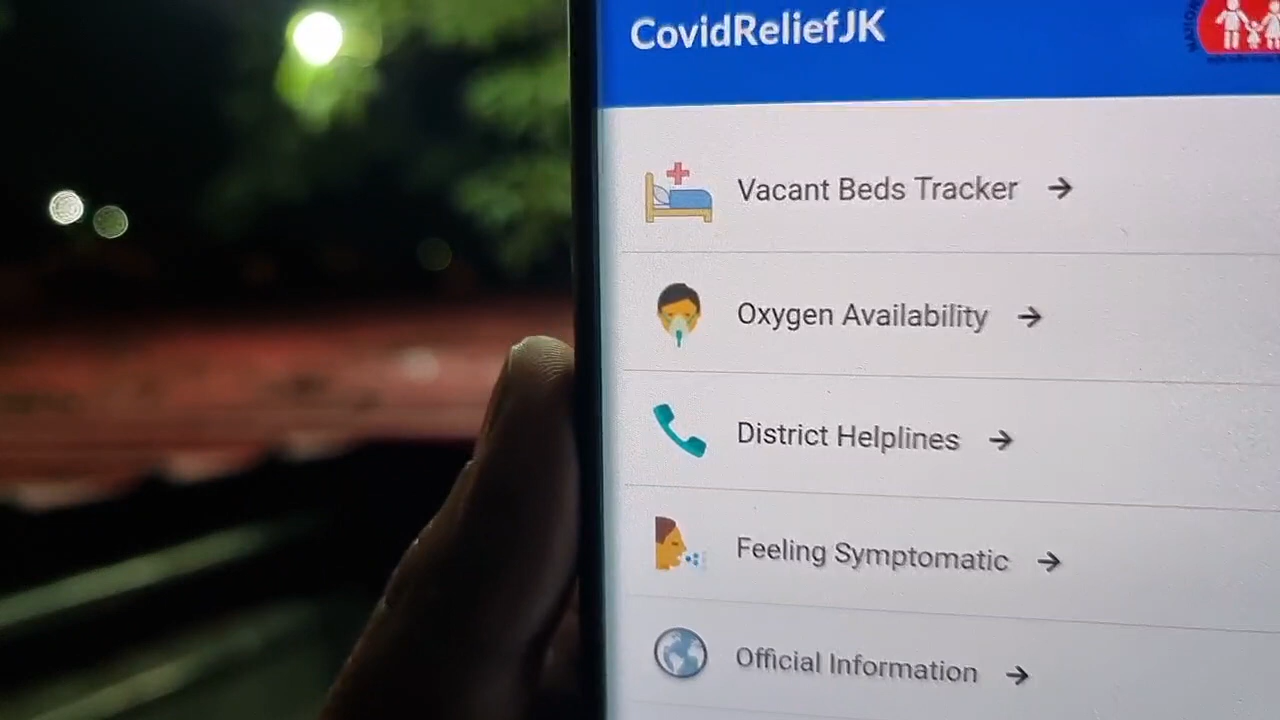 CovidReliefJK
Vacant Beds Tracker →
Oxygen Availability →
District Helplines →
Feeling Symptomatic →
Official Information →